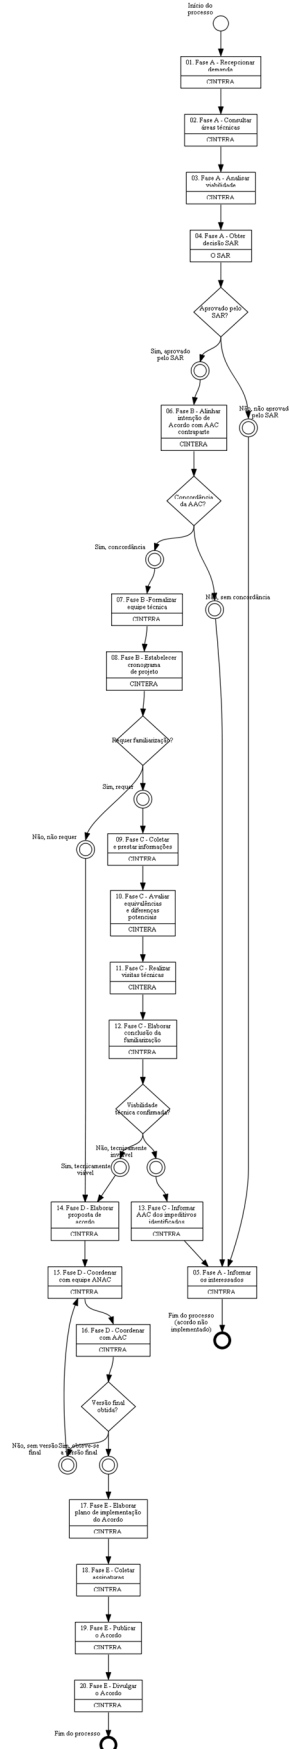 Início do
processo
01. Fase A - Recepcionar
demanda
CINTERA
02. Fase A - Consultar
áreas técnicas
CINTERA
03. Fase A - Analisar
viabilidade
CINTERA
04. Fase A - Obter
decisão SAR
O SAR
Aprovado pelo
SAR?
Sim, aprovado
pelo SAR
Não, não aprovado
pelo SAR
06. Fase B - Alinhar
intenção de
Acordo com AAC
contraparte
CINTERA
Concordância
da AAC?
Sim, concordância
Não, sem concordância
07. Fase B -Formalizar
equipe técnica
CINTERA
08. Fase B - Estabelecer
cronograma
de projeto
CINTERA
Requer familiarização?
Sim, requer
Não, não requer
09. Fase C - Coletar
e prestar informações
CINTERA
10. Fase C - Avaliar
equivalências
e diferenças
potenciais
CINTERA
11. Fase C - Realizar
visitas técnicas
CINTERA
12. Fase C - Elaborar
conclusão da
familiarização
CINTERA
Viabilidade
técnica confirmada?
Não, tecnicamente
inviável
Sim, tecnicamente
viável
14. Fase D - Elaborar
proposta de
acordo
CINTERA
13. Fase C - Informar
AAC dos impeditivos
identificados
CINTERA
05. Fase A - Informar
os interessados
CINTERA
15. Fase D - Coordenar
com equipe ANAC
CINTERA
Fim do processo
(acordo não
implementado)
16. Fase D - Coordenar
com AAC
CINTERA
Versão final
obtida?
Não, sem versão
final
Sim, obteve-se
a versão final
17. Fase E - Elaborar
plano de implementação
do Acordo
CINTERA
18. Fase E - Coletar
assinaturas
CINTERA
19. Fase E - Publicar
o Acordo
CINTERA
20. Fase E - Divulgar
o Acordo
CINTERA
Fim do processo